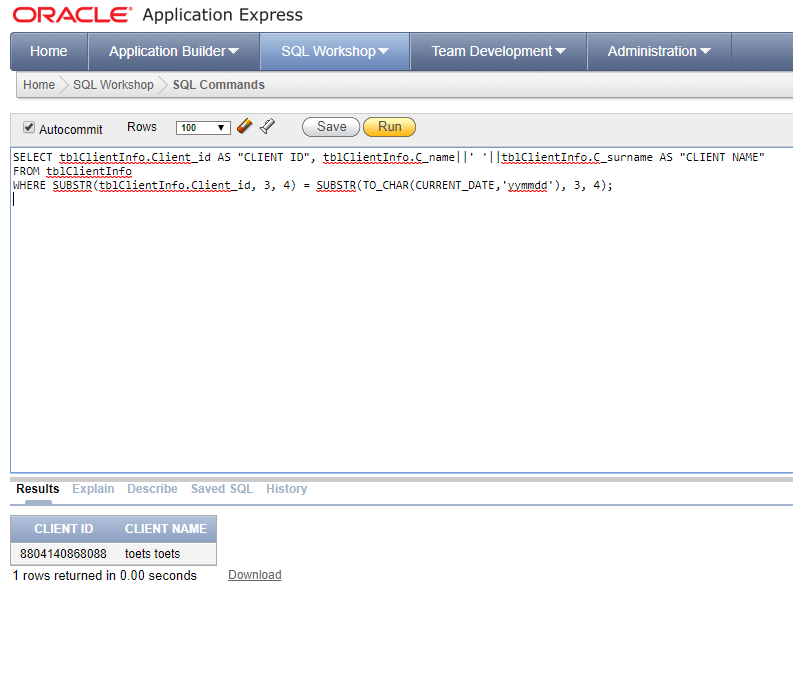 ORACLE® Application Express
Home Application Builder SQL Workshop Team Development Administration
Home SQL Workshop SQL Commands
Autocommit Rows 100 Save Run
SELECT tblClientInfo.Client_id AS "CLIENT ID", tblClientInfo.C_name||' '||tblClientInfo.C_surname AS "CLIENT NAME"
FROM tblClientInfo
WHERE SUBSTR(tblClientInfo.Client_id, 3, 4) = SUBSTR(TO_CHAR(CURRENT_DATE,'yymmdd'), 3, 4);
Results Explain Describe Saved SQL History
CLIENT ID CLIENT NAME
8804140868088 toets toets
1 rows returned in 0.00 seconds Download